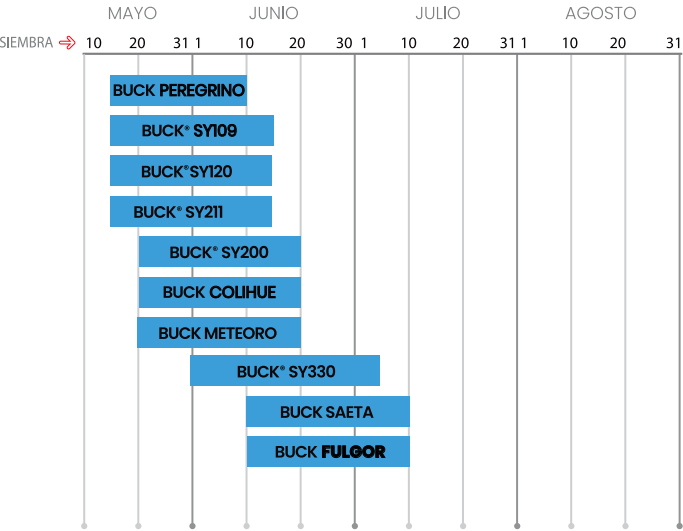 MAYO JUNIO JULIO AGOSTO
SIEMBRA 10 20 31 1 10 20 30 1 10 20 31 1 10 20 31
BUCK PEREGRINO
BUCK® SY109
BUCK® SY120
BUCK® SY211
BUCK® SY200
BUCK COLIHUE
BUCK METEORO
BUCK® SY330
BUCK SAETA
BUCK FULGOR